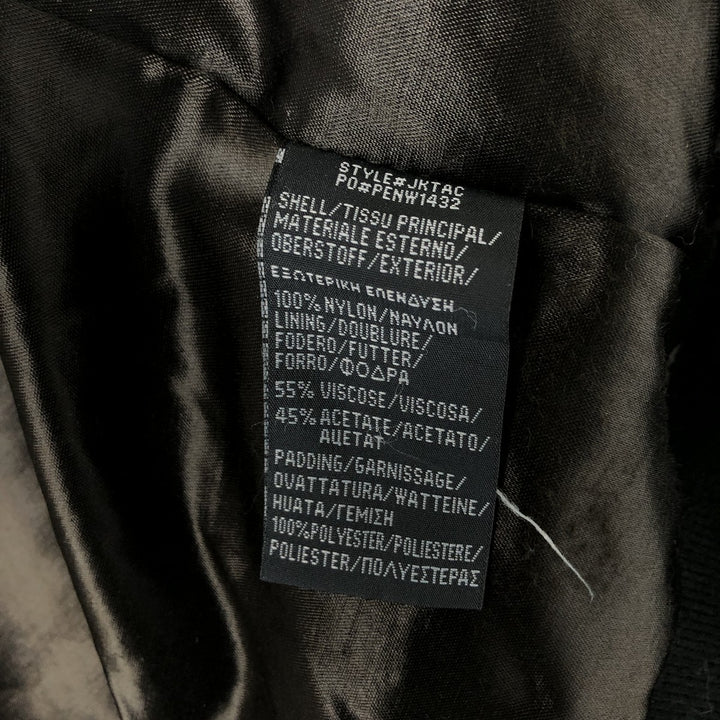 STYLE#JKTAC
PO#PENW1432
SHELL/TISSU PRINCIPAL/
MATERIALE ESTERNO/
OBERSTOFF/EXTERIOR/
ΕΞΩΤΕΡΙΚΗ ΕΠΕΝΔΥΣΗ
100% NYLON/ΝΑΥΛΟΝ
LINING/DOUBLURE/
FODERO/FUTTER/
FORRO/ΦΟΔΡΑ
55% VISCOSE/VISCOSA/
45% ACETATE/ACETATO/
АЦЕТАТ
PADDING/GARNISSAGE/
OVATTATURA/WATTEINE/
HUATA/ΓΕΜΙΣΗ
100%POLYESTER/POLIESTERE/
POLIESTER/ΠΟΛΥΕΣΤΕΡΑΣ